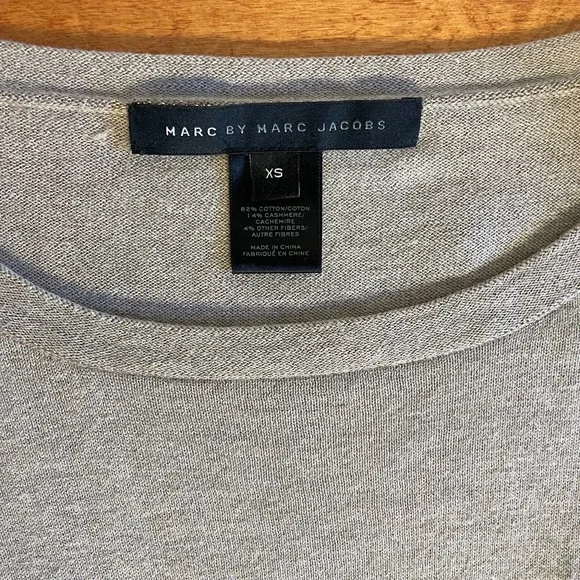 MARC BY MARC JACOBS
XS
82% COTTON/COTON
14% CASHMERE/
CACHEMIRE
4% OTHER FIBERS/
AUTRE FIBRES
MADE IN CHINA
FABRIQUÉ EN CHINE